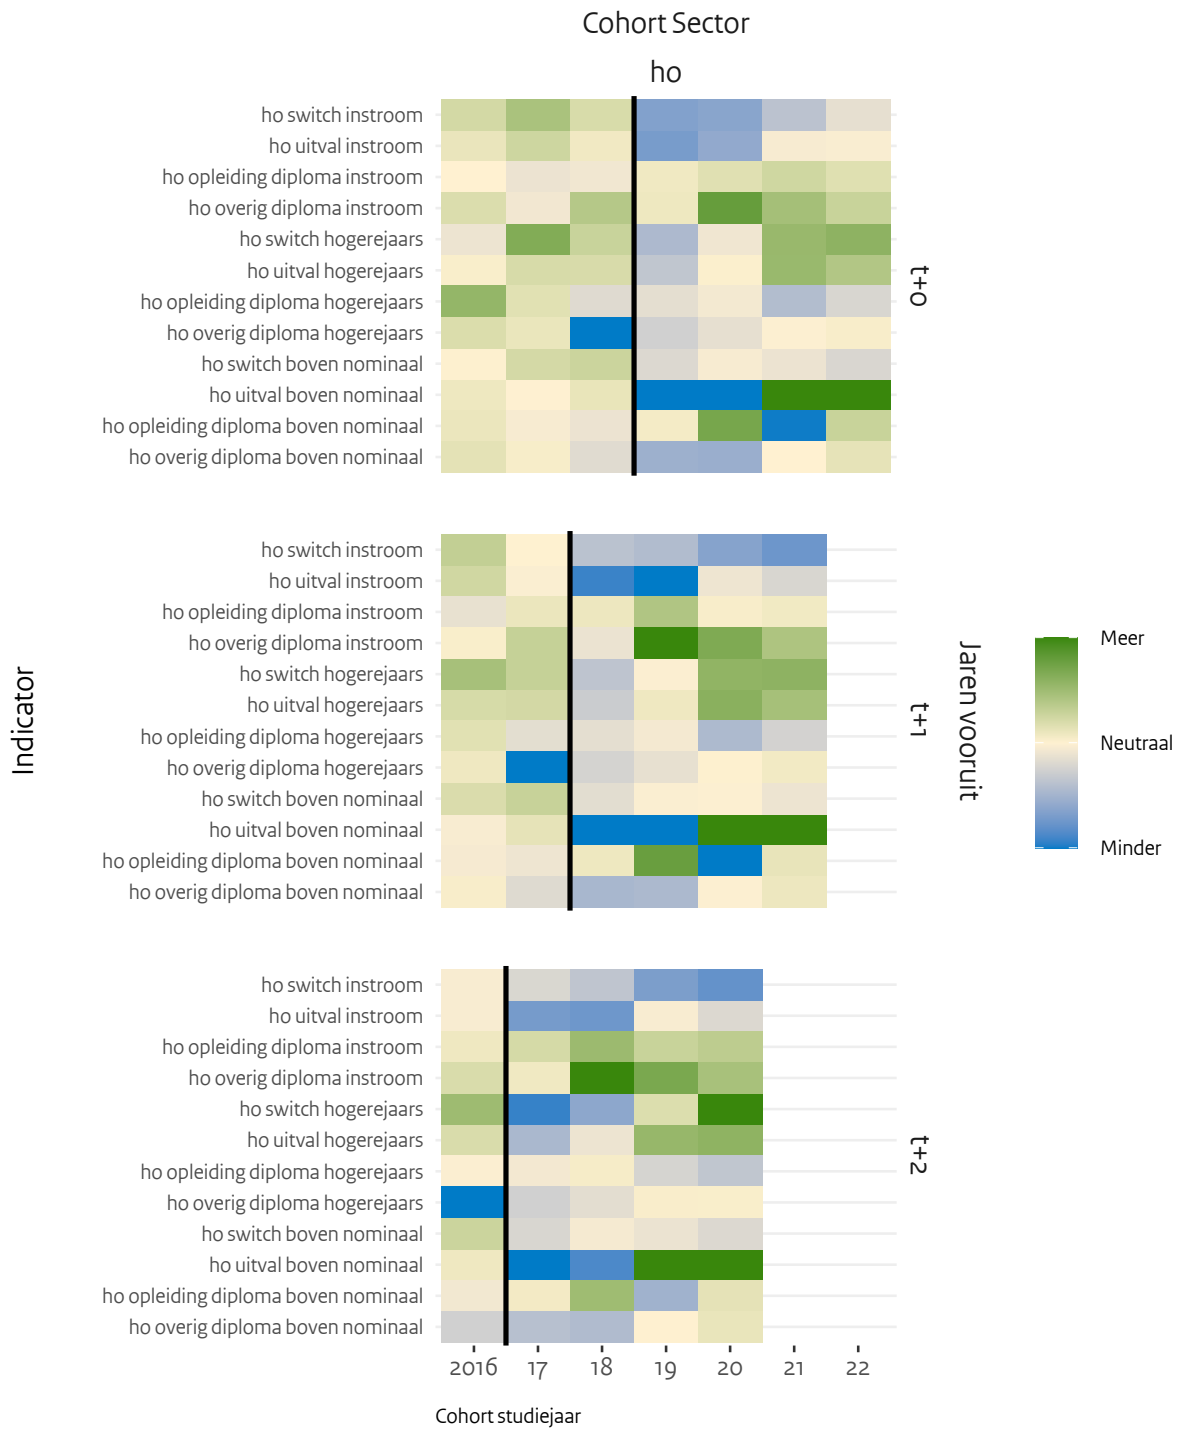 Cohort Sector
ho
ho switch instroom
ho uitval instroom
ho opleiding diploma instroom
ho overig diploma instroom
ho switch hogerejaars
ho uitval hogerejaars
ho opleiding diploma hogerejaars
ho overig diploma hogerejaars
ho switch boven nominaal
ho uitval boven nominaal
ho opleiding diploma boven nominaal
ho overig diploma boven nominaal
t+0
ho switch instroom
ho uitval instroom
ho opleiding diploma instroom
ho overig diploma instroom
ho switch hogerejaars
ho uitval hogerejaars
ho opleiding diploma hogerejaars
ho overig diploma hogerejaars
ho switch boven nominaal
ho uitval boven nominaal
ho opleiding diploma boven nominaal
ho overig diploma boven nominaal
t+1
ho switch instroom
ho uitval instroom
ho opleiding diploma instroom
ho overig diploma instroom
ho switch hogerejaars
ho uitval hogerejaars
ho opleiding diploma hogerejaars
ho overig diploma hogerejaars
ho switch boven nominaal
ho uitval boven nominaal
ho opleiding diploma boven nominaal
ho overig diploma boven nominaal
t+2
2016 17 18 19 20 21 22
Cohort studiejaar
Indicator
Jaren vooruit
Meer
Neutraal
Minder